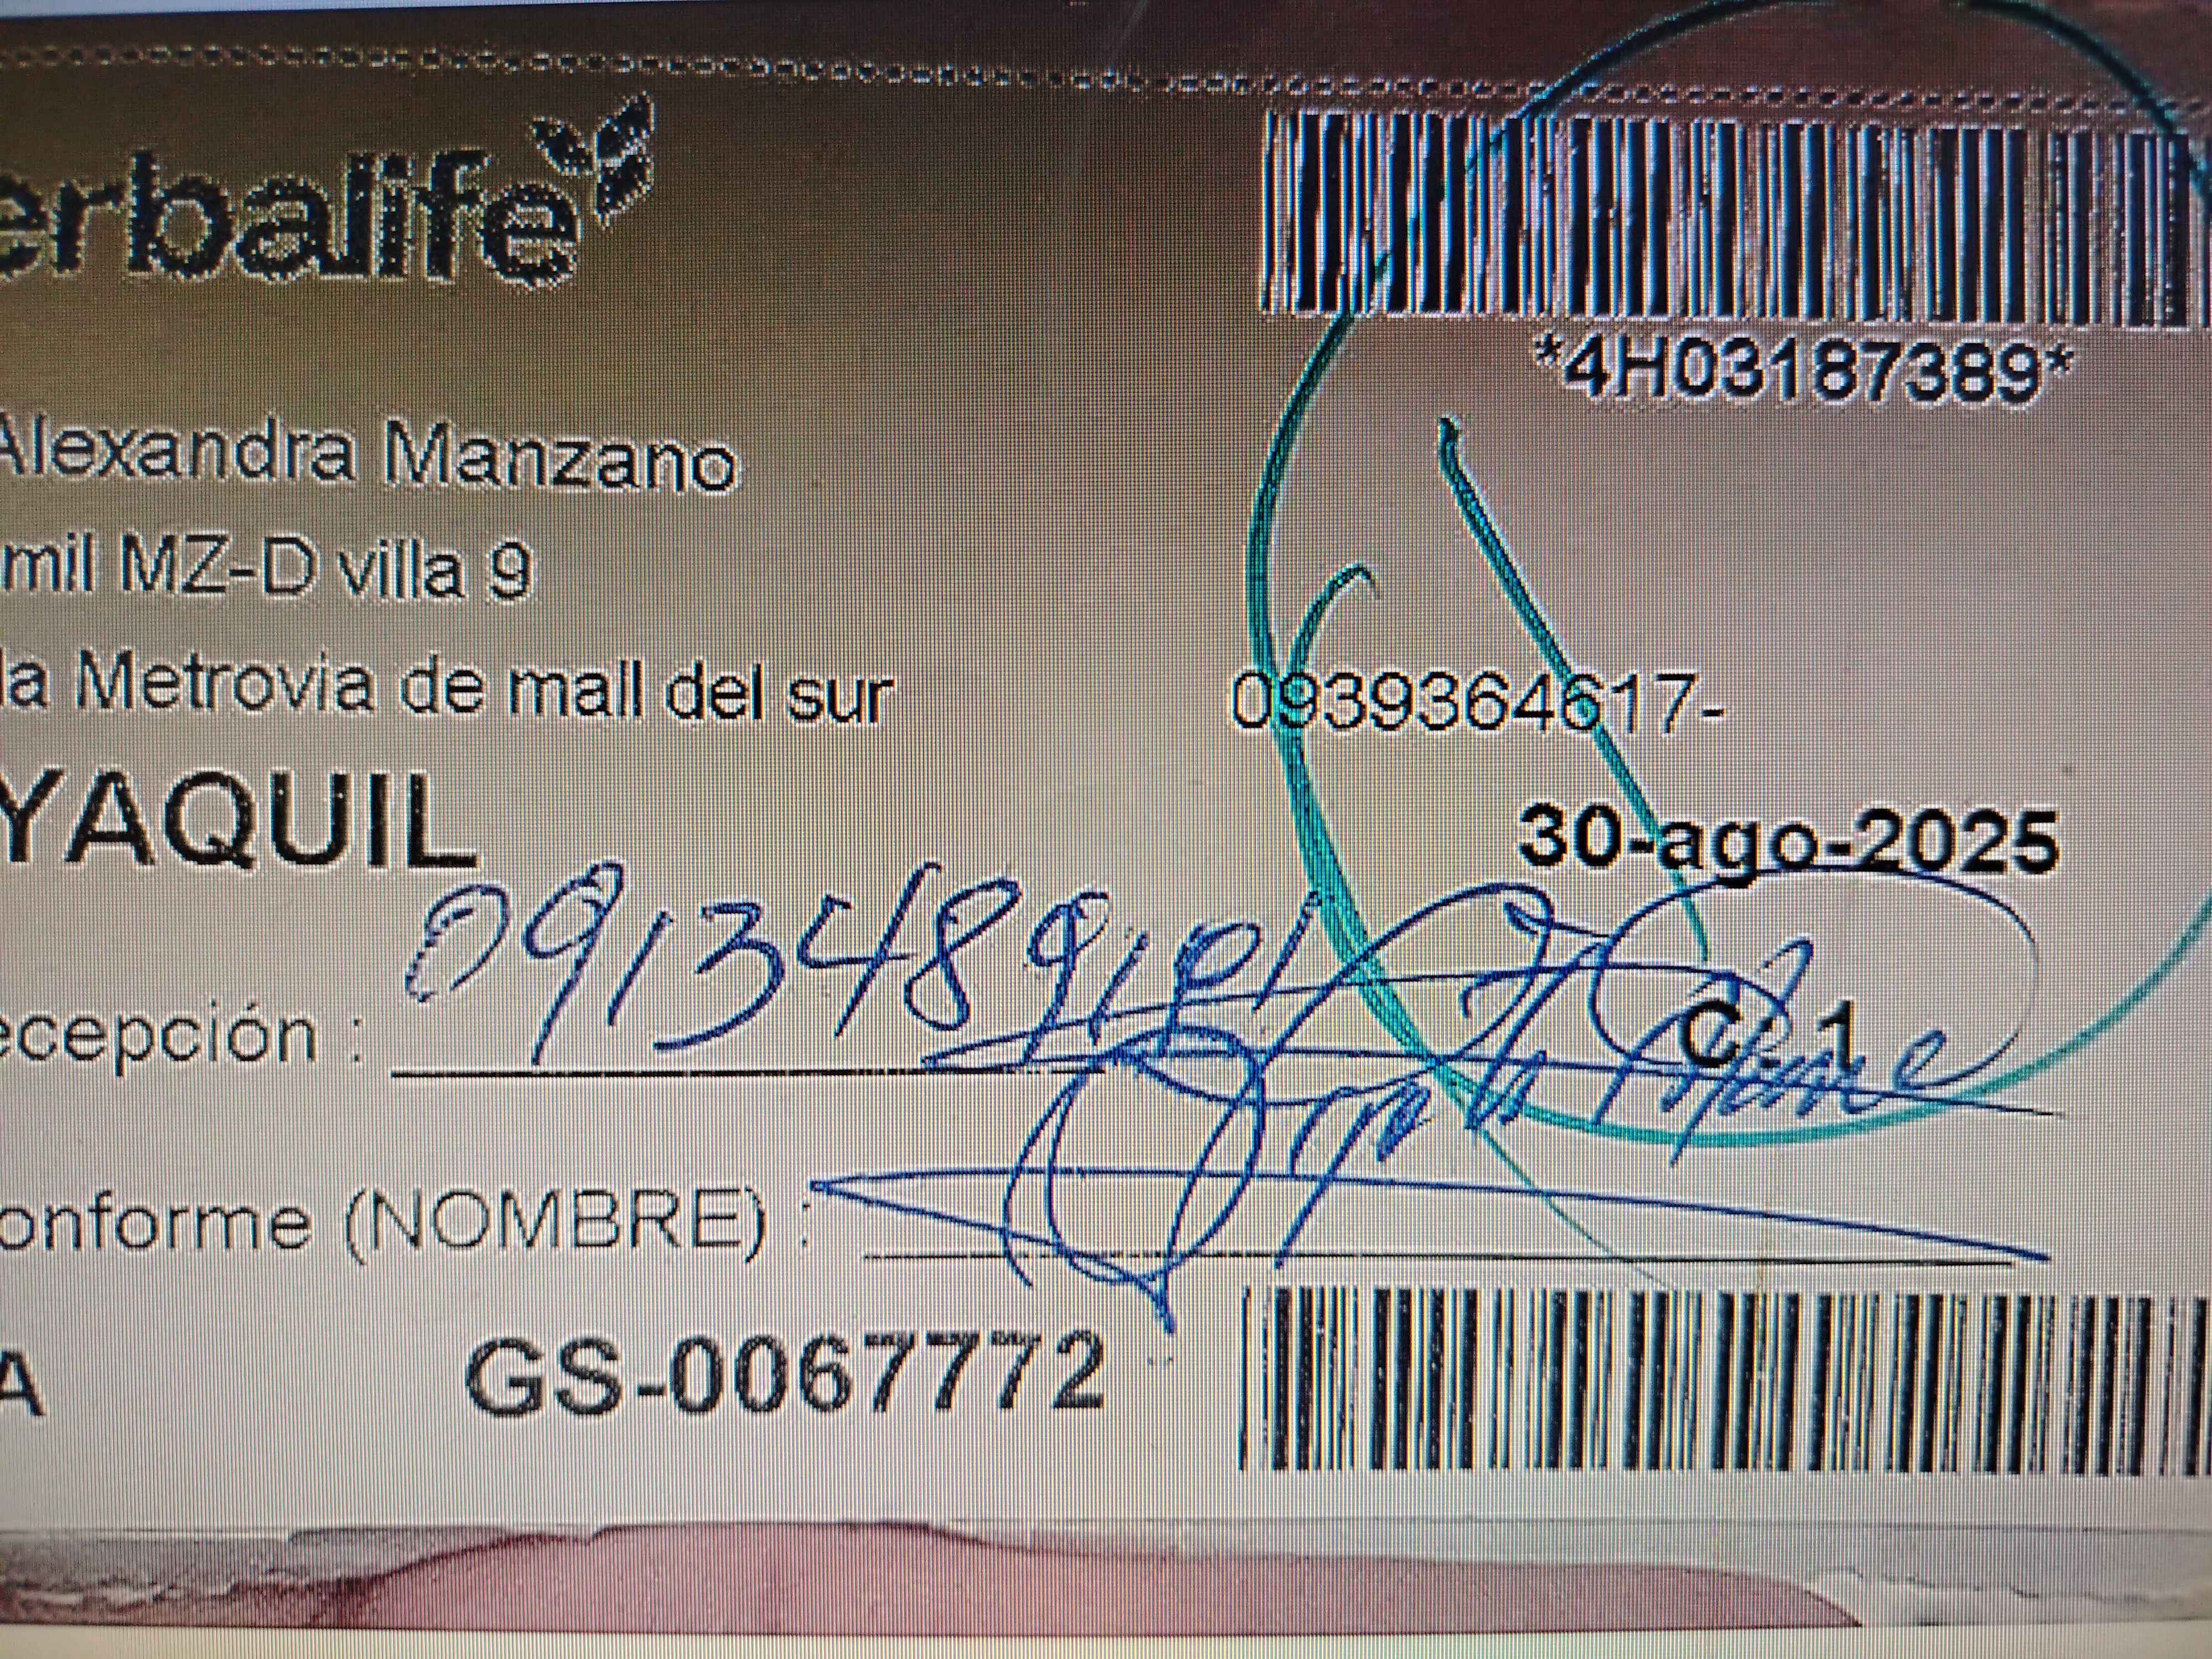 erbalife
*4H03187389*
Alexandra Manzano
mil MZ-D villa 9
la Metrovia de mall del sur 0939364617-
YAQUIL 30-ago-2025
0913489101
ecepción : C. 1
onforme (NOMBRE) :
A GS-0067772